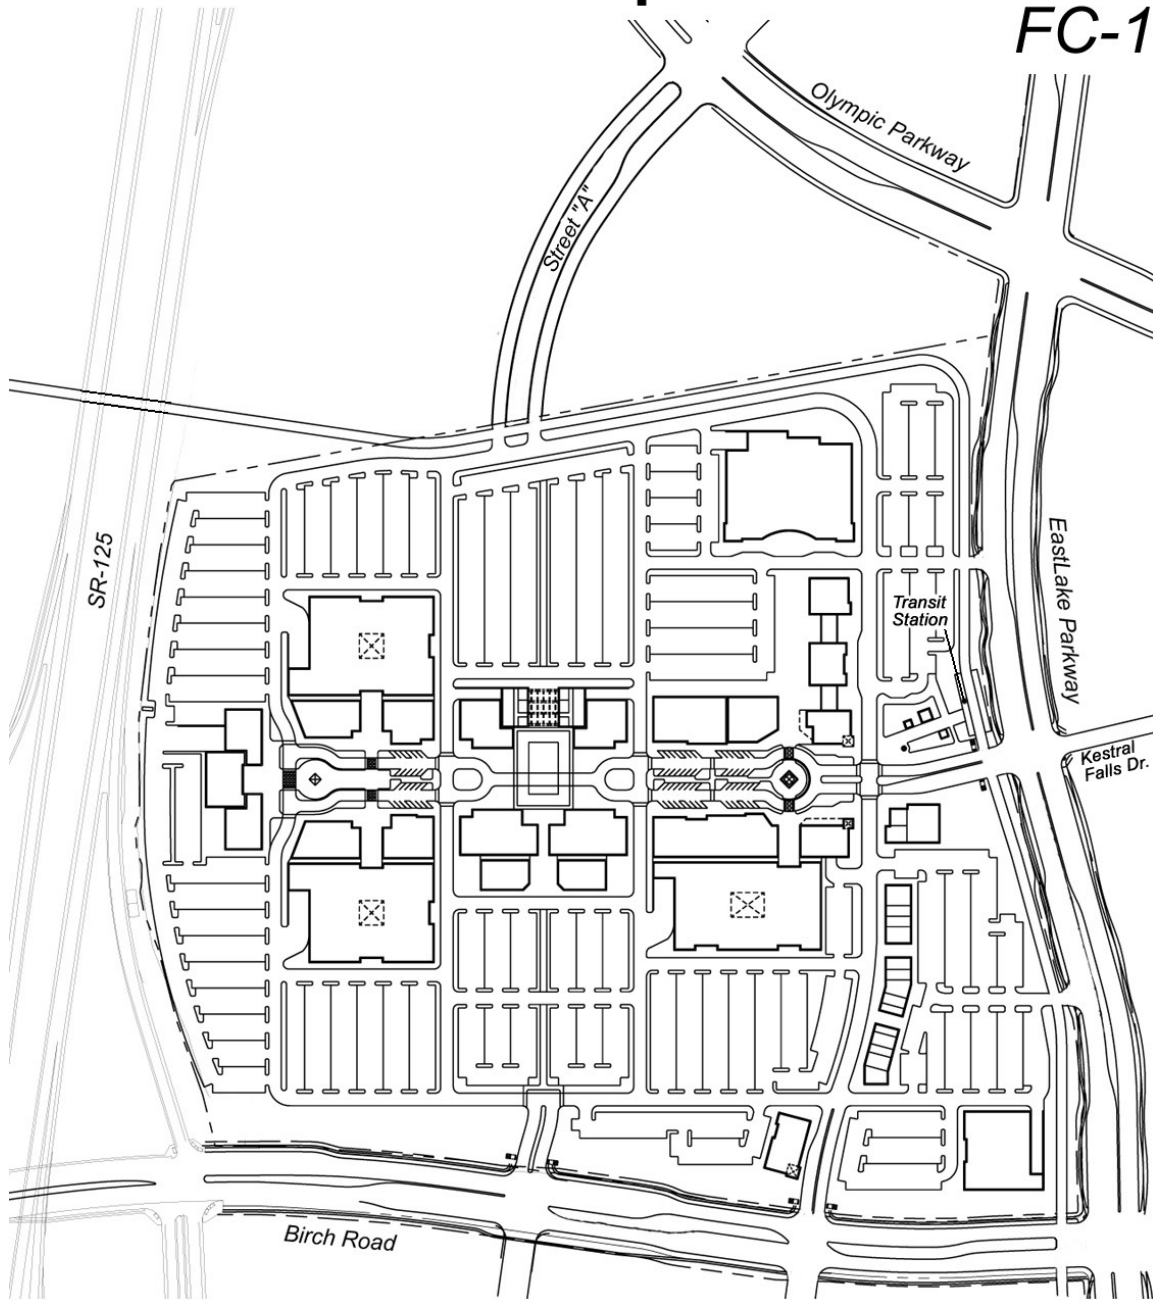 FC-1
Olympic Parkway
Street "A"
SR-125
EastLake Parkway
Transit
Station
Kestral
Falls Dr.
Birch Road